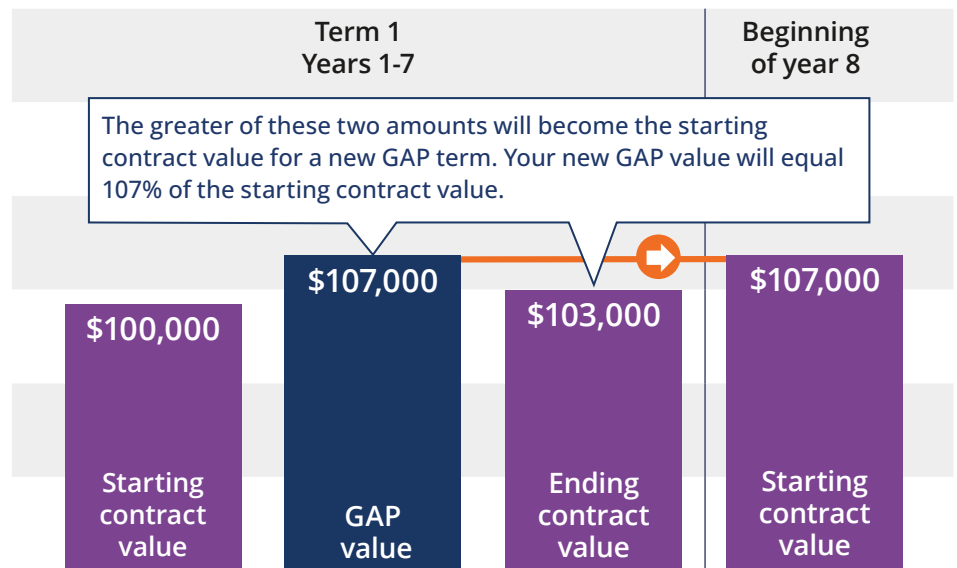 Term 1
Years 1-7
Beginning
of year 8
The greater of these two amounts will become the starting
contract value for a new GAP term. Your new GAP value will equal
107% of the starting contract value.
$100,000
Starting
contract
value
$107,000
GAP
value
$103,000
Ending
contract
value
$107,000
Starting
contract
value